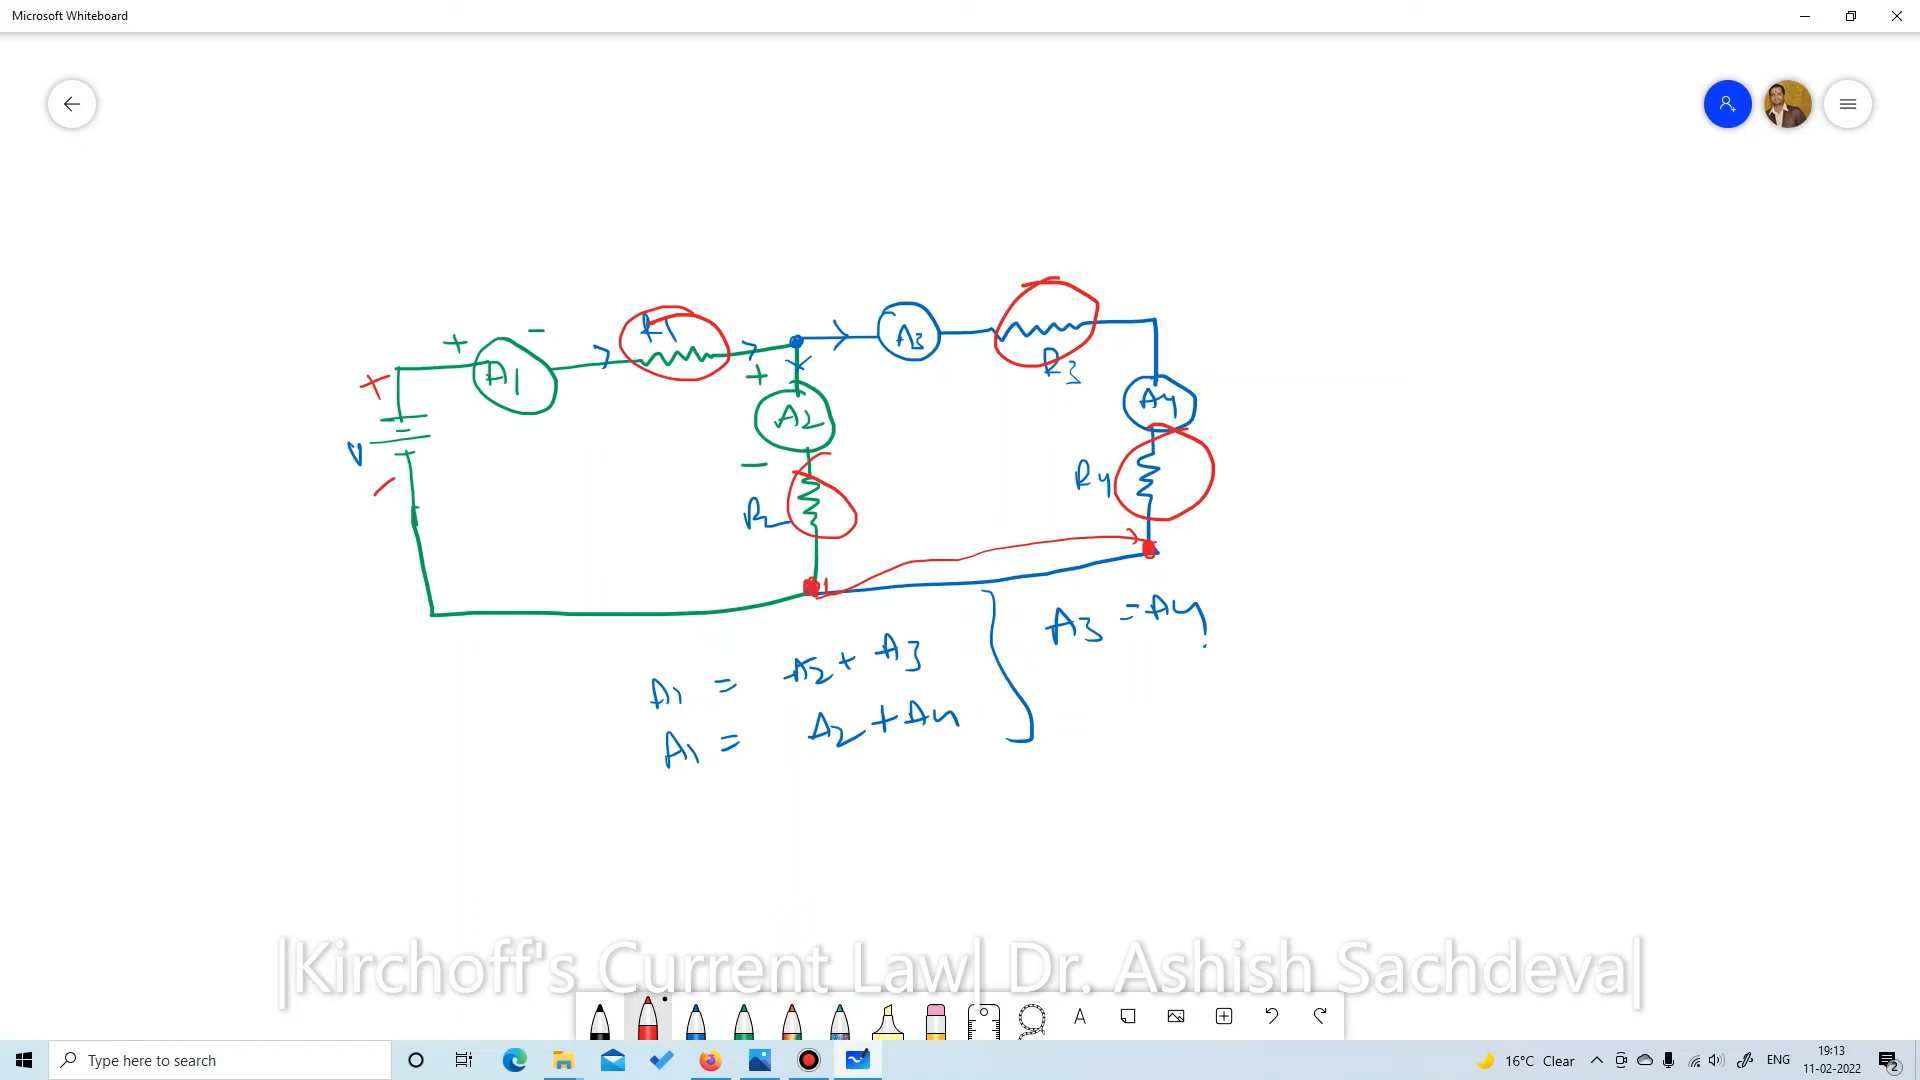 Microsoft Whiteboard
R1
+ -
A1
+
V
-
+
A2
-
R2
A3
R3
A4
R4
A1 = A2 + A3
A1 = A2 + A4
A3 = A4
|Kirchoff's Current Law| Dr. Ashish Sachdeva|
A
Type here to search
16°C Clear
ENG
19:13
11-02-2022
2